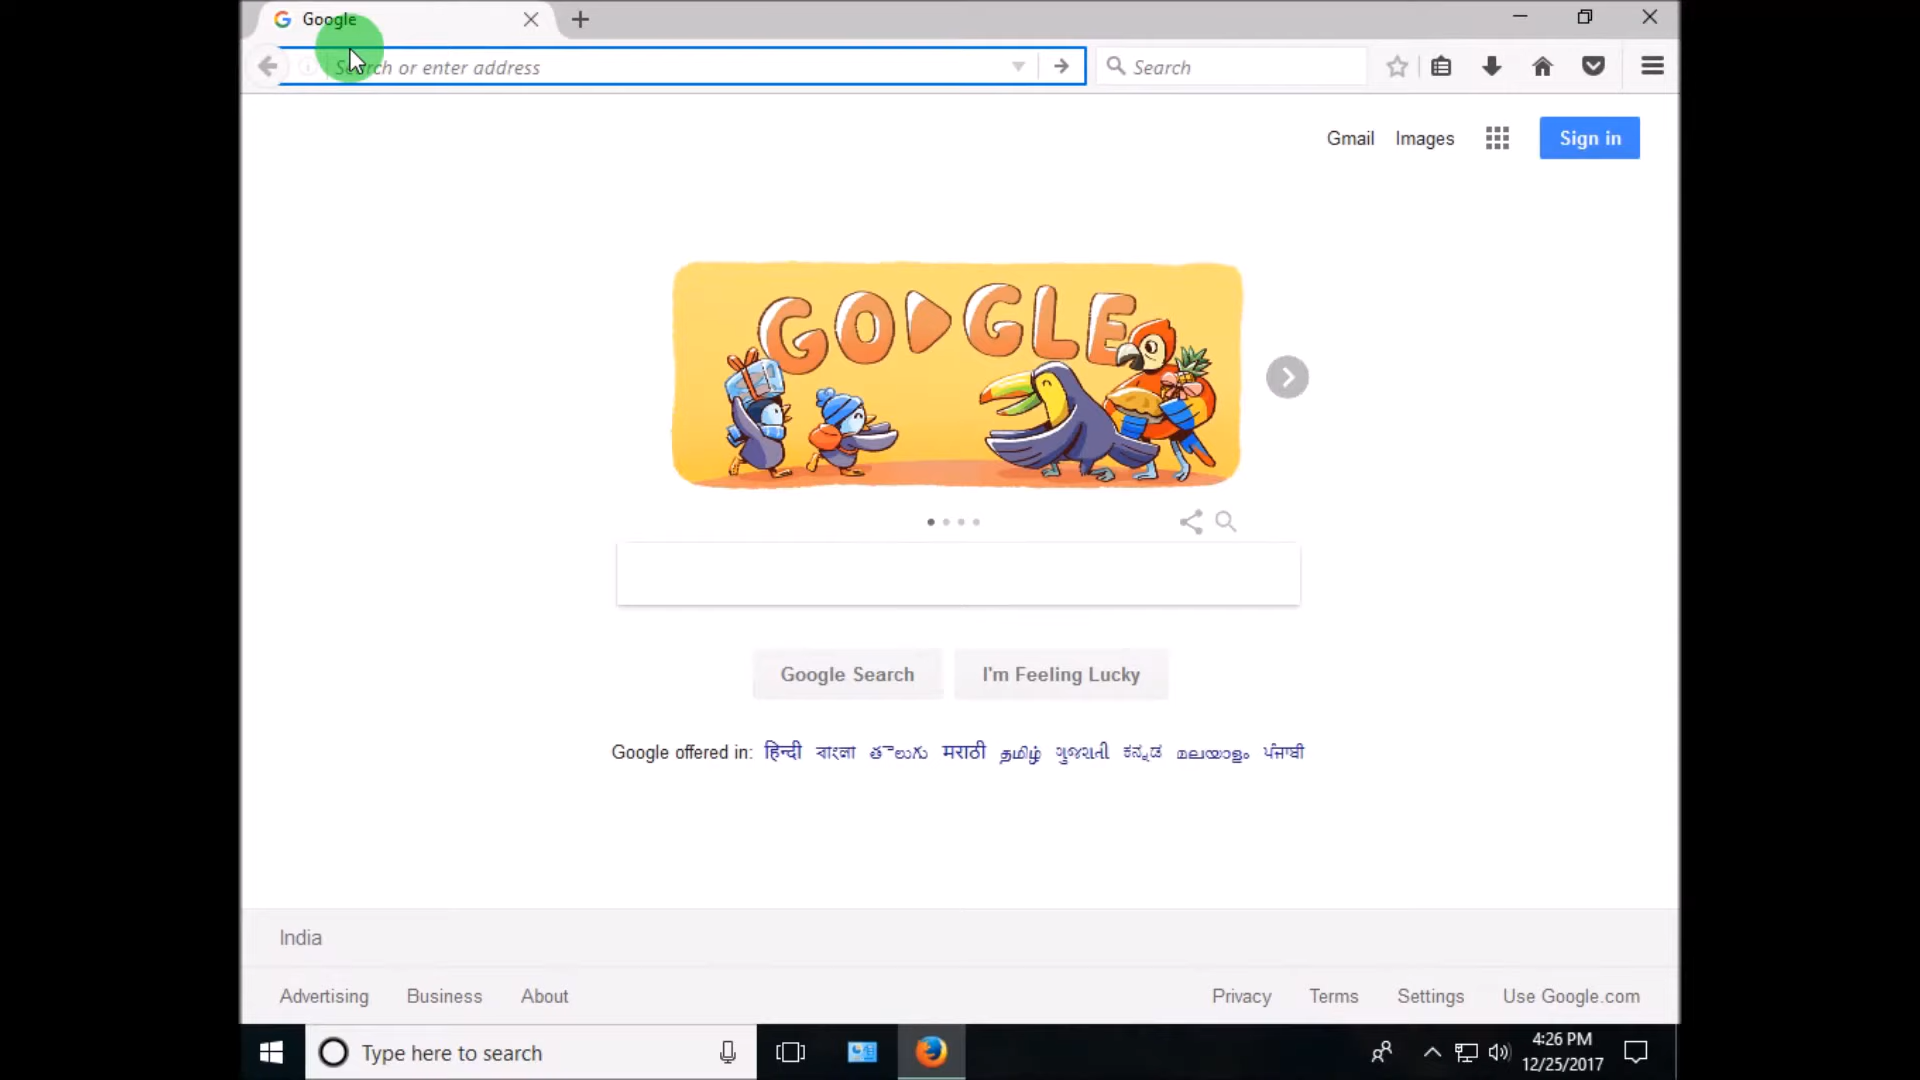 Google
Search or enter address
Search
Gmail Images Sign in
GOOGLE
Google Search I'm Feeling Lucky
Google offered in: हिन्दी বাংলা తెలుగు मराठी தமிழ் ગુજરાતી ಕನ್ನಡ മലയാളം ਪੰਜਾਬੀ
India
Advertising Business About Privacy Terms Settings Use Google.com
Type here to search
4:26 PM
12/25/2017